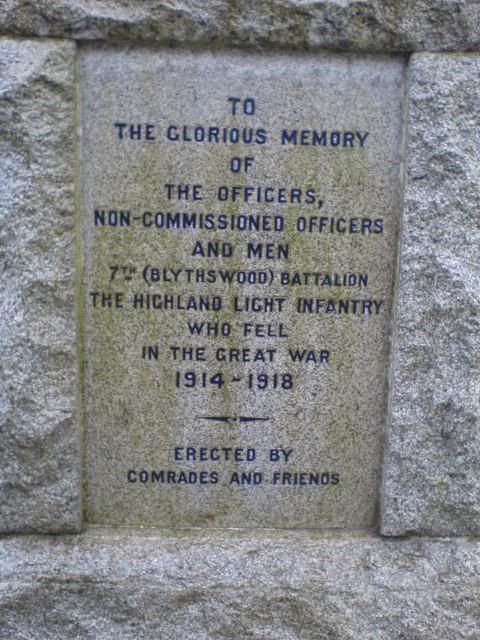 TO
THE GLORIOUS MEMORY
OF
THE OFFICERS,
NON-COMMISSIONED OFFICERS
AND MEN
7TH (BLYTHSWOOD) BATTALION
THE HIGHLAND LIGHT INFANTRY
WHO FELL
IN THE GREAT WAR
1914-1918
ERECTED BY
COMRADES AND FRIENDS